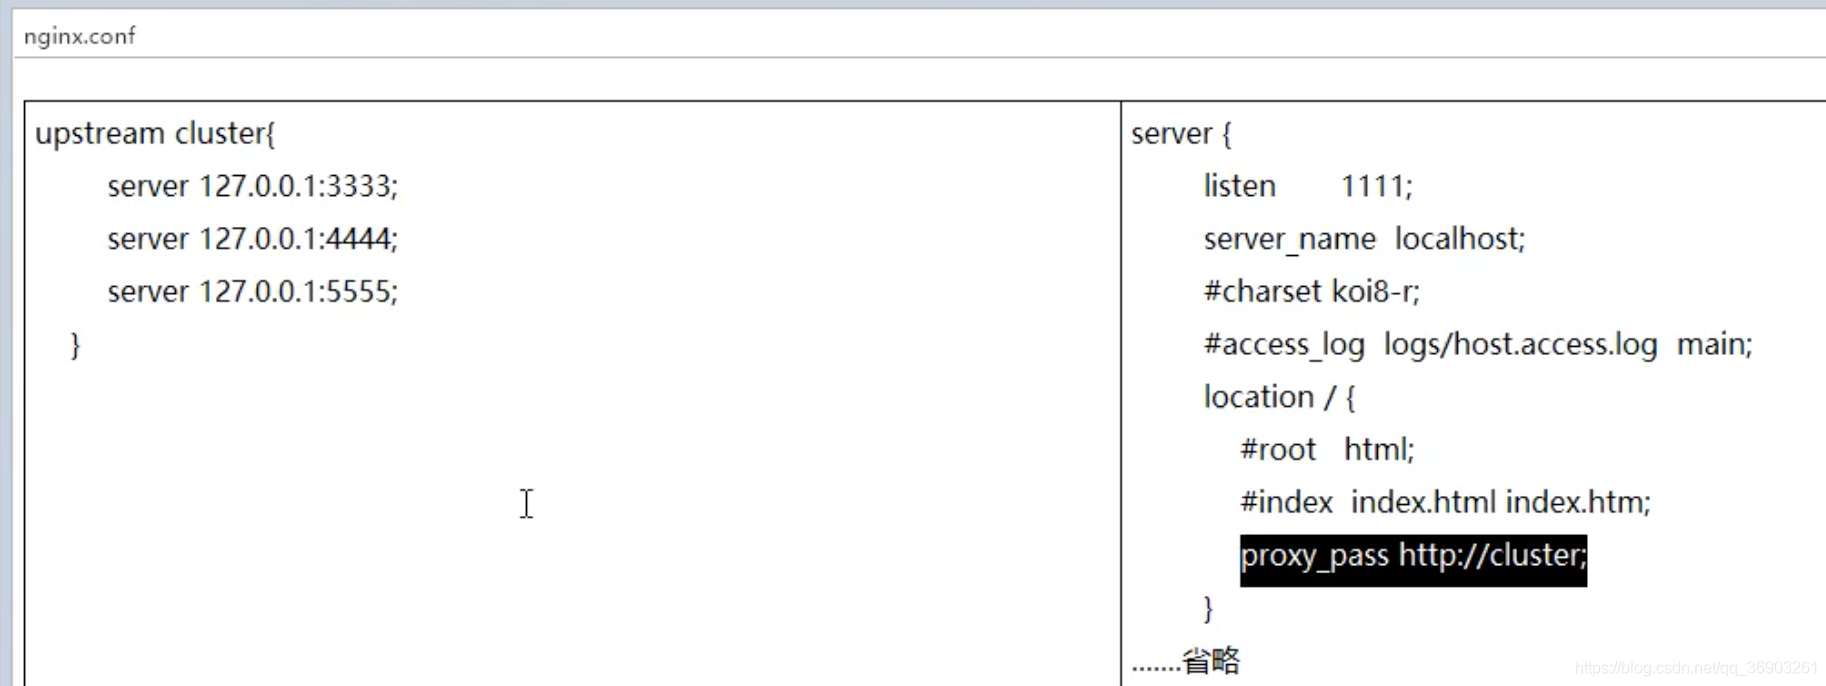 nginx.conf
upstream cluster{
server 127.0.0.1:3333;
server 127.0.0.1:4444;
server 127.0.0.1:5555;
}
server {
listen 1111;
server_name localhost;
#charset koi8-r;
#access_log logs/host.access.log main;
location / {
#root html;
#index index.html index.htm;
proxy_pass http://cluster;
}
.......省略
https://blog.csdn.net/qq_36903261